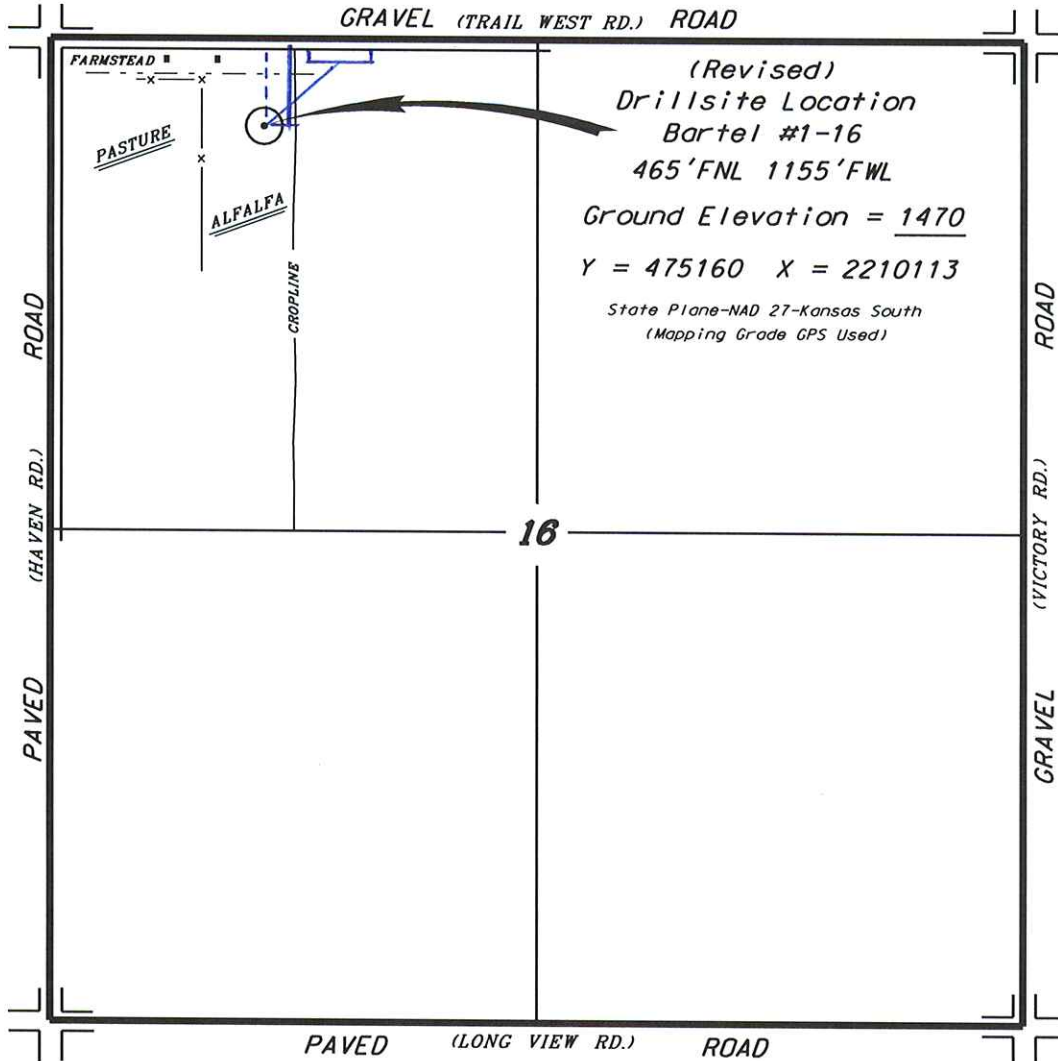 GRAVEL (TRAIL WEST RD.) ROAD
FARMSTEAD
PASTURE
ALFALFA
CROPLINE
(Revised)
Drillsite Location
Bartel #1-16
465'FNL 1155'FWL
Ground Elevation = 1470
Y = 475160 X = 2210113
State Plane-NAD 27-Kansas South
(Mapping Grade GPS Used)
PAVED (HAVEN RD.) ROAD
16
GRAVEL (VICTORY RD.) ROAD
PAVED (LONG VIEW RD.) ROAD